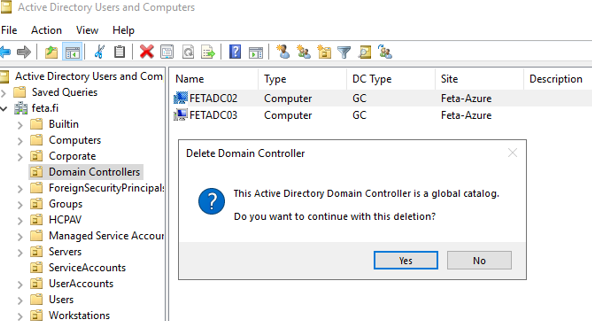 Active Directory Users and Computers
File Action View Help
Active Directory Users and Com
Saved Queries
feta.fi
Builtin
Computers
Corporate
Domain Controllers
ForeignSecurityPrincipals
Groups
HCPAV
Managed Service Accour
Servers
ServiceAccounts
UserAccounts
Users
Workstations
Name Type DC Type Site Description
FETADC02 Computer GC Feta-Azure
FETADC03 Computer GC Feta-Azure
Delete Domain Controller
This Active Directory Domain Controller is a global catalog.
Do you want to continue with this deletion?
Yes No